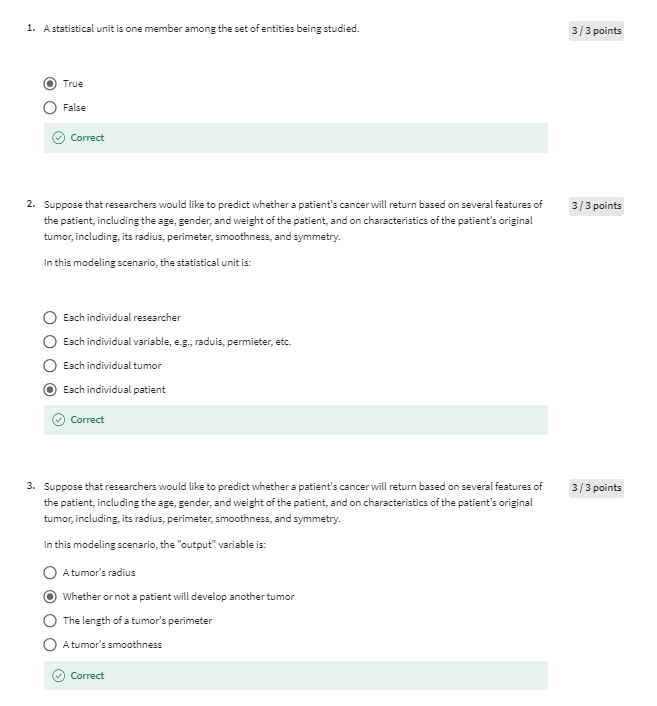 1. A statistical unit is one member among the set of entities being studied.
3 / 3 points
True
False
Correct
2. Suppose that researchers would like to predict whether a patient's cancer will return based on several features of
3 / 3 points
the patient, including the age, gender, and weight of the patient, and on characteristics of the patient's original
tumor, including, its radius, perimeter, smoothness, and symmetry.
In this modeling scenario, the statistical unit is:
Each individual researcher
Each individual variable, e.g., raduis, permieter, etc.
Each individual tumor
Each individual patient
Correct
3. Suppose that researchers would like to predict whether a patient's cancer will return based on several features of
3 / 3 points
the patient, including the age, gender, and weight of the patient, and on characteristics of the patient's original
tumor, including, its radius, perimeter, smoothness, and symmetry.
In this modeling scenario, the "output" variable is:
A tumor's radius
Whether or not a patient will develop another tumor
The length of a tumor's perimeter
A tumor's smoothness
Correct